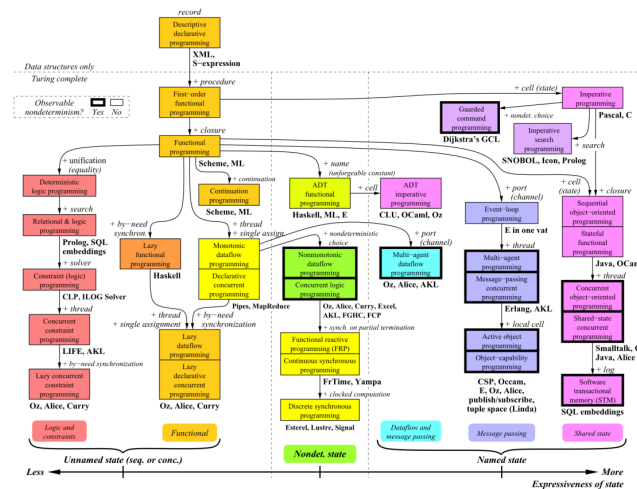 record
Descriptive
declarative
programming
XML,
S−expression
Data structures only
Turing complete
+ procedure
+ cell (state)
Observable
nondeterminism?
Yes
No
First−order
functional
programming
Imperative
programming
Pascal, C
Guarded
command
programming
Dijkstra's GCL
+ nondet. choice
Imperative
search
programming
SNOBOL, Icon, Prolog
+ search
+ closure
Functional
programming
Scheme, ML
+ unification
(equality)
Deterministic
logic programming
+ search
Relational & logic
programming
Prolog, SQL
embeddings
+ solver
Constraint (logic)
programming
CLP, ILOG Solver
+ thread
Concurrent
constraint
programming
LIFE, AKL
+ by−need synchronization
Lazy concurrent
constraint
programming
Oz, Alice, Curry
+ continuation
Continuation
programming
Scheme, ML
+ by−need
synchron.
Lazy
functional
programming
Haskell
+ thread
+ single assignment
+ thread
+ single assign.
Monotonic
dataflow
programming
Declarative
concurrent
programming
Pipes, MapReduce
+ by−need
synchronization
Lazy
dataflow
programming
Lazy
declarative
concurrent
programming
Oz, Alice, Curry
+ name
(unforgeable constant)
ADT
functional
programming
Haskell, ML, E
+ cell
ADT
imperative
programming
CLU, OCaml, Oz
+ nondeterministic
choice
Nonmonotonic
dataflow
programming
Concurrent logic
programming
Oz, Alice, Curry, Excel,
AKL, FGHC, FCP
+ synch. on partial termination
Functional reactive
programming (FRP)
Continuous synchronous
programming
FrTime, Yampa
+ clocked computation
Discrete synchronous
programming
Esterel, Lustre, Signal
+ port
(channel)
Multi−agent
dataflow
programming
Oz, Alice, AKL
+ port
(channel)
Event−loop
programming
E in one vat
+ thread
Multi−agent
programming
Message−passing
concurrent
programming
Erlang, AKL
+ local cell
Active object
programming
Object−capability
programming
CSP, Occam,
E, Oz, Alice,
publish/subscribe,
tuple space (Linda)
+ cell
(state)
+ closure
Sequential
object−oriented
programming
Stateful
functional
programming
Java, OCam
+ thread
Concurrent
object−oriented
programming
Shared−state
concurrent
programming
Smalltalk,
Java, Alice
+ log
Software
transactional
memory (STM)
SQL embeddings
Logic and
constraints
Functional
Dataflow and
message passing
Message passing
Shared state
Unnamed state (seq. or conc.)
Nondet. state
Named state
Less
More
Expressiveness of state